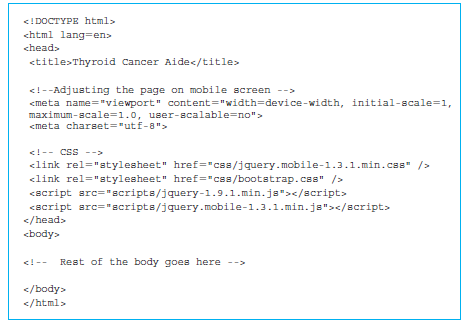 <!DOCTYPE html>
<html lang=en>
<head>
<title>Thyroid Cancer Aide</title>
<!--Adjusting the page on mobile screen -->
<meta name="viewport" content="width=device-width, initial-scale=1,
maximum-scale=1.0, user-scalable=no">
<meta charset="utf-8">
<!-- CSS -->
<link rel="stylesheet" href="css/jquery.mobile-1.3.1.min.css" />
<link rel="stylesheet" href="css/bootstrap.css" />
<script src="scripts/jquery-1.9.1.min.js"></script>
<script src="scripts/jquery.mobile-1.3.1.min.js"></script>
</head>
<body>
<!-- Rest of the body goes here -->
</body>
</html>